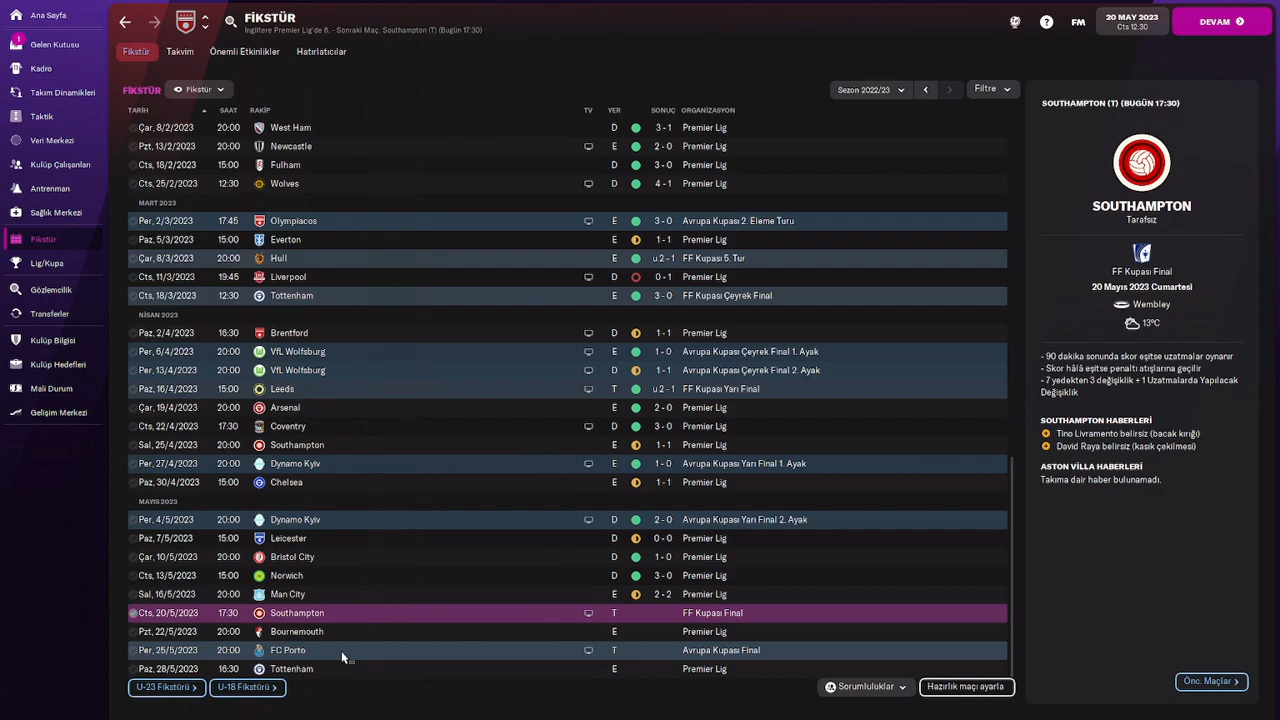 Ana Sayfa
1
Gelen Kutusu
Kadro
Takım Dinamikleri
Taktik
Veri Merkezi
Kulüp Çalışanları
Antrenman
Sağlık Merkezi
Fikstür
Lig/Kupa
Gözlemcilik
Transferler
Kulüp Bilgisi
Kulüp Hedefleri
Mali Durum
Gelişim Merkezi
FİKSTÜR
İngiltere Premier Lig'de 6. - Sonraki Maç: Southampton (T) (Bugün 17:30)
? FM 20 MAY 2023 Cts 12:30 DEVAM
Fikstür Takvim Önemli Etkinlikler Hatırlatıcılar
FİKSTÜR Fikstür Sezon 2022/23 Filtre
TARİH SAAT RAKİP TV YER SONUÇ ORGANİZASYON
Çar, 8/2/2023 20:00 West Ham D 3 - 1 Premier Lig
Pzt, 13/2/2023 20:00 Newcastle E 2 - 0 Premier Lig
Cts, 18/2/2023 15:00 Fulham D 3 - 0 Premier Lig
Cts, 25/2/2023 12:30 Wolves D 4 - 1 Premier Lig
MART 2023
Per, 2/3/2023 17:45 Olympiacos E 3 - 0 Avrupa Kupası 2. Eleme Turu
Paz, 5/3/2023 15:00 Everton E 1 - 1 Premier Lig
Çar, 8/3/2023 20:00 Hull E u 2 - 1 FF Kupası 5. Tur
Cts, 11/3/2023 19:45 Liverpool D 0 - 1 Premier Lig
Cts, 18/3/2023 12:30 Tottenham E 3 - 0 FF Kupası Çeyrek Final
NİSAN 2023
Paz, 2/4/2023 16:30 Brentford D 1 - 1 Premier Lig
Per, 6/4/2023 20:00 VfL Wolfsburg E 1 - 0 Avrupa Kupası Çeyrek Final 1. Ayak
Per, 13/4/2023 20:00 VfL Wolfsburg D 1 - 1 Avrupa Kupası Çeyrek Final 2. Ayak
Paz, 16/4/2023 15:00 Leeds T u 2 - 1 FF Kupası Yarı Final
Çar, 19/4/2023 20:00 Arsenal E 2 - 0 Premier Lig
Cts, 22/4/2023 17:30 Coventry D 3 - 0 Premier Lig
Sal, 25/4/2023 20:00 Southampton E 1 - 1 Premier Lig
Per, 27/4/2023 20:00 Dynamo Kyiv E 1 - 0 Avrupa Kupası Yarı Final 1. Ayak
Paz, 30/4/2023 15:00 Chelsea E 1 - 1 Premier Lig
MAYIS 2023
Per, 4/5/2023 20:00 Dynamo Kyiv D 2 - 0 Avrupa Kupası Yarı Final 2. Ayak
Paz, 7/5/2023 15:00 Leicester D 0 - 0 Premier Lig
Çar, 10/5/2023 20:00 Bristol City D 1 - 0 Premier Lig
Cts, 13/5/2023 15:00 Norwich D 3 - 0 Premier Lig
Sal, 16/5/2023 20:00 Man City E 2 - 2 Premier Lig
Cts, 20/5/2023 17:30 Southampton T FF Kupası Final
Pzt, 22/5/2023 20:00 Bournemouth E Premier Lig
Per, 25/5/2023 20:00 FC Porto T Avrupa Kupası Final
Paz, 28/5/2023 16:30 Tottenham E Premier Lig
U-23 Fikstürü U-18 Fikstürü Sorumluluklar Hazırlık maçı ayarla
SOUTHAMPTON (T) (BUGÜN 17:30)
SOUTHAMPTON
Tarafsız
FF Kupası Final
20 Mayıs 2023 Cumartesi
Wembley
13ºC
- 90 dakika sonunda skor eşitse uzatmalar oynanır
- Skor hâlâ eşitse penaltı atışlarına geçilir
- 7 yedekten 3 değişiklik + 1 Uzatmalarda Yapılacak
Değişiklik
SOUTHAMPTON HABERLERİ
Tino Livramento belirsiz (bacak kırığı)
David Raya belirsiz (kasık çekilmesi)
ASTON VILLA HABERLERİ
Takıma dair haber bulunamadı.
Önc. Maçlar